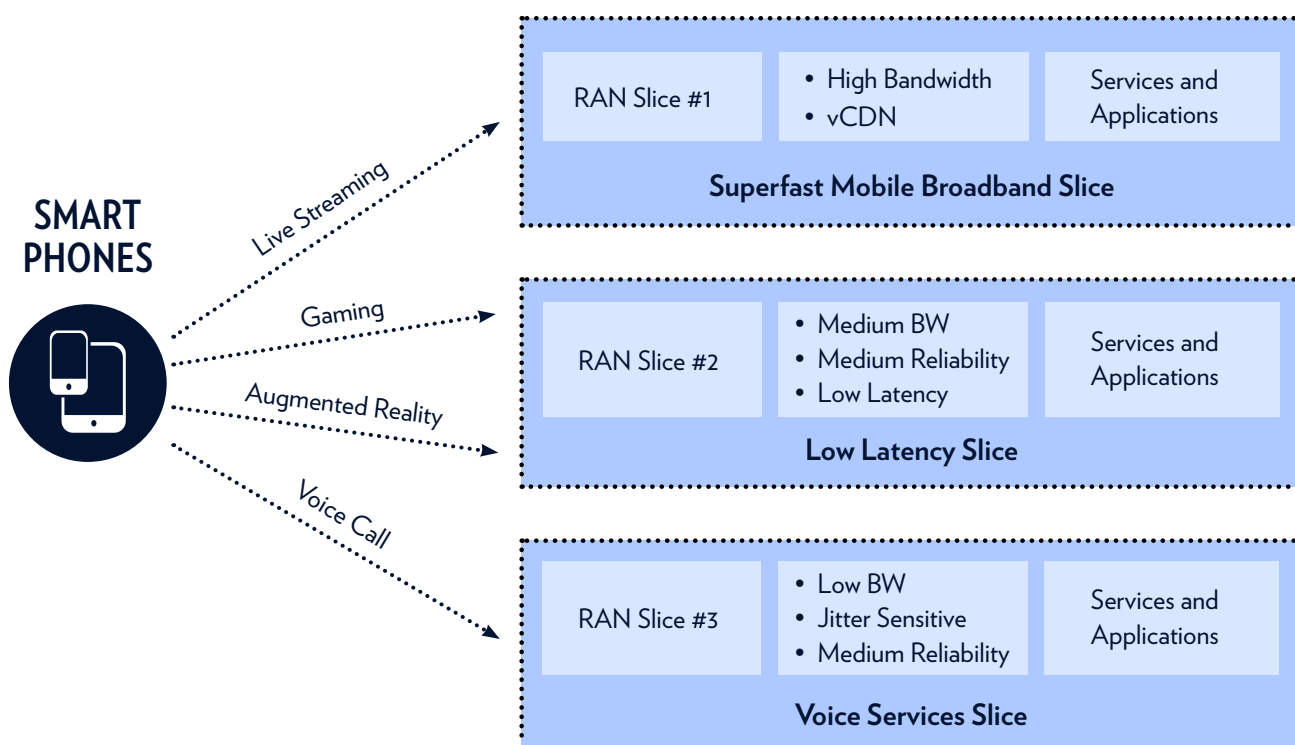 SMART
PHONES
Live Streaming
Gaming
Augmented Reality
Voice Call
RAN Slice #1
• High Bandwidth
• vCDN
Services and
Applications
Superfast Mobile Broadband Slice
RAN Slice #2
• Medium BW
• Medium Reliability
• Low Latency
Services and
Applications
Low Latency Slice
RAN Slice #3
• Low BW
• Jitter Sensitive
• Medium Reliability
Services and
Applications
Voice Services Slice